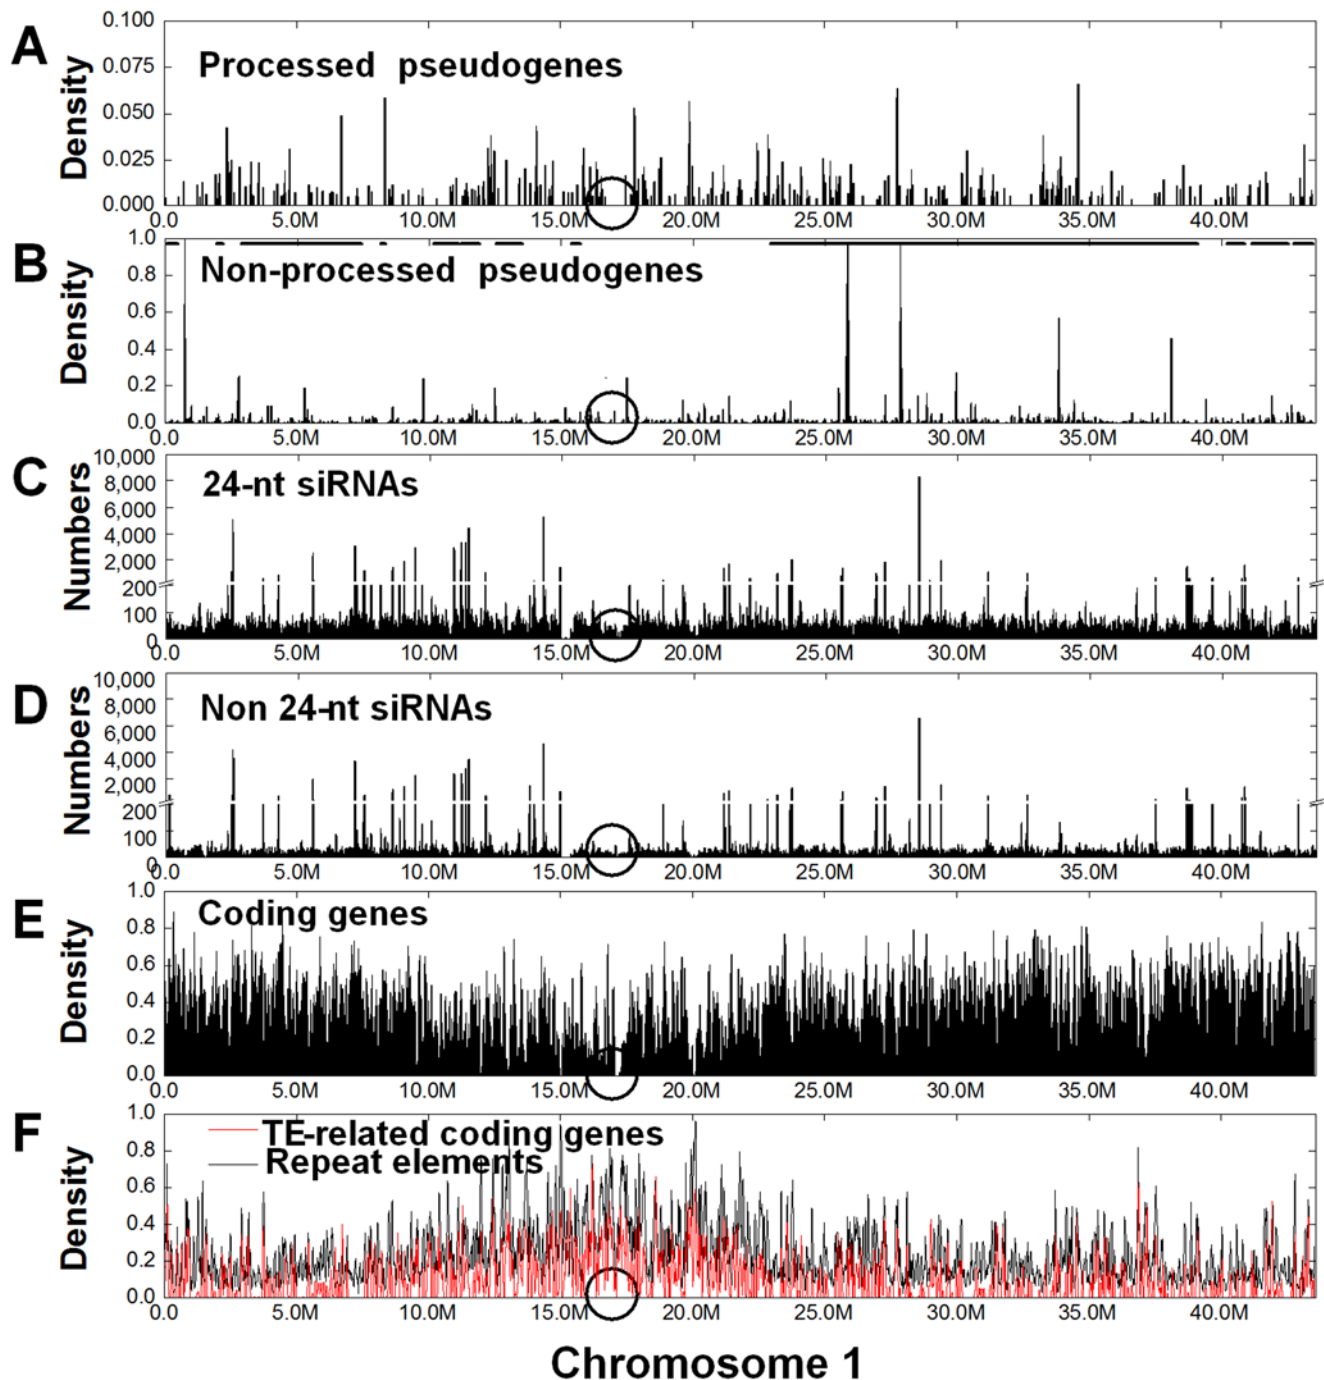 A
Density
Processed pseudogenes
0.100
0.075
0.050
0.025
0.000
0.0 5.0M 10.0M 15.0M 20.0M 25.0M 30.0M 35.0M 40.0M
B
Density
Non-processed pseudogenes
1.0
0.8
0.6
0.4
0.2
0.0
0.0 5.0M 10.0M 15.0M 20.0M 25.0M 30.0M 35.0M 40.0M
C
Numbers
24-nt siRNAs
10,000
8,000
6,000
4,000
2,000
200
100
0
0.0 5.0M 10.0M 15.0M 20.0M 25.0M 30.0M 35.0M 40.0M
D
Numbers
Non 24-nt siRNAs
10,000
8,000
6,000
4,000
2,000
200
100
0
0.0 5.0M 10.0M 15.0M 20.0M 25.0M 30.0M 35.0M 40.0M
E
Density
Coding genes
1.0
0.8
0.6
0.4
0.2
0.0
0.0 5.0M 10.0M 15.0M 20.0M 25.0M 30.0M 35.0M 40.0M
F
Density
TE-related coding genes
Repeat elements
1.0
0.8
0.6
0.4
0.2
0.0
0.0 5.0M 10.0M 15.0M 20.0M 25.0M 30.0M 35.0M 40.0M
Chromosome 1